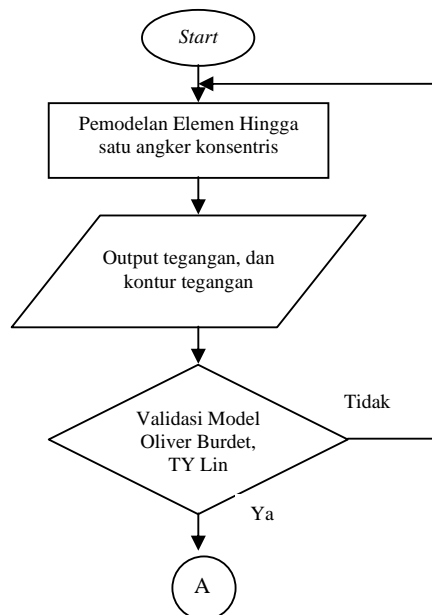 Start
Pemodelan Elemen Hingga
satu angker konsentris
Output tegangan, dan
kontur tegangan
Validasi Model
Oliver Burdet,
TY Lin
Tidak
Ya
A